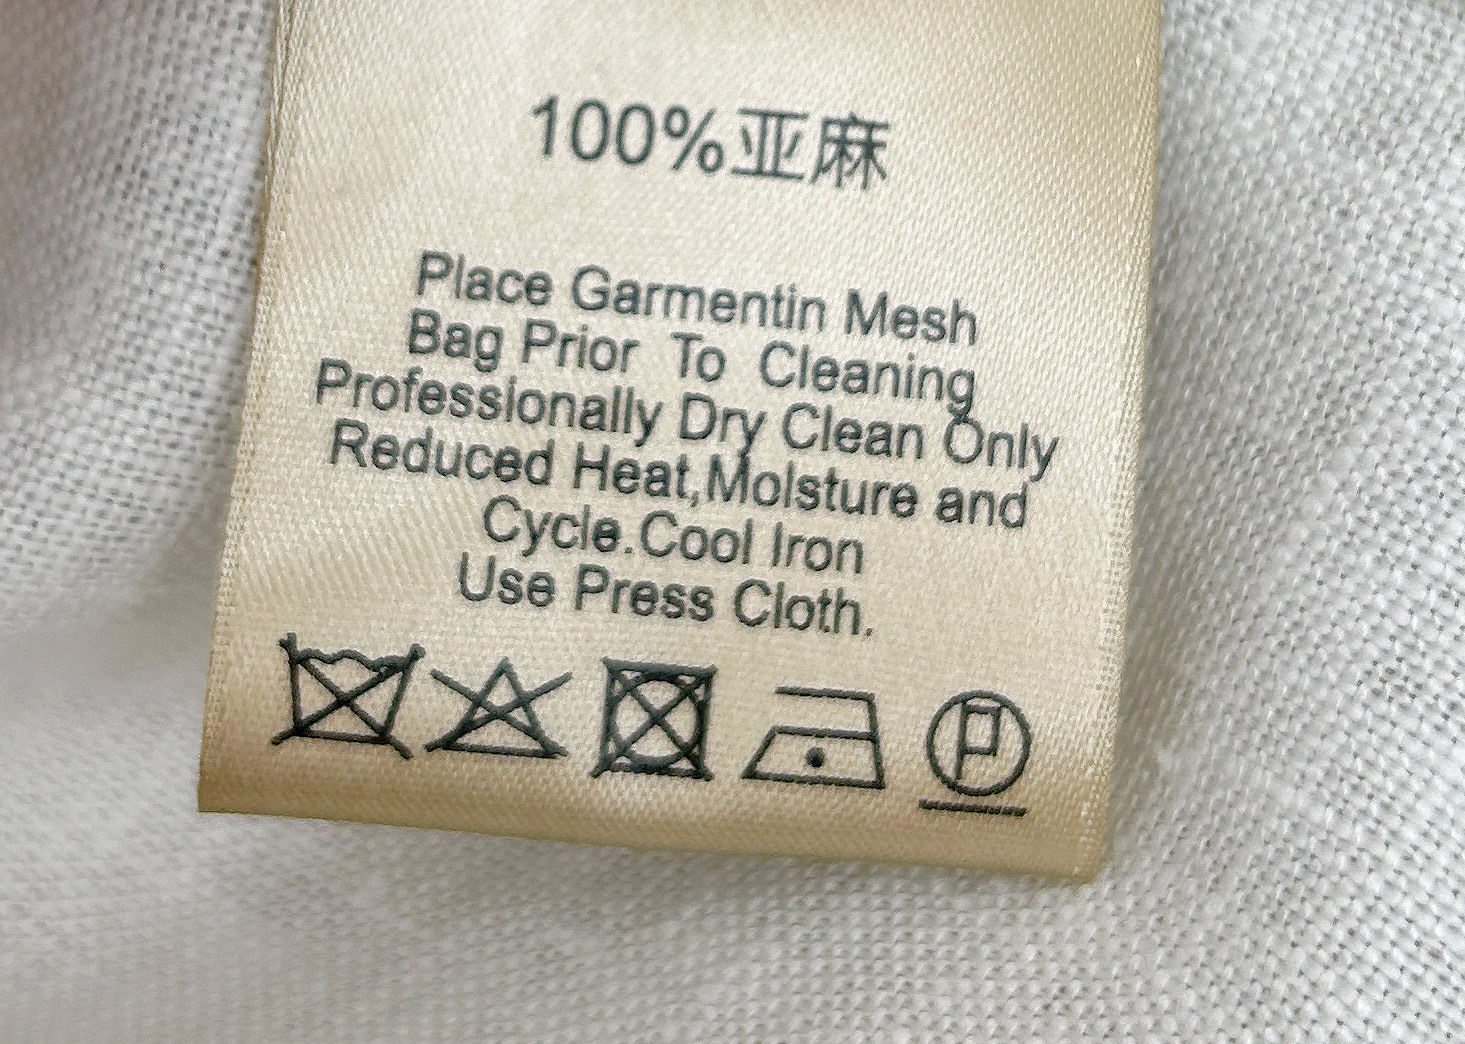 100%亚麻
Place Garmentin Mesh
Bag Prior To Cleaning
Professionally Dry Clean Only
Reduced Heat,Molsture and
Cycle.Cool Iron
Use Press Cloth.
P